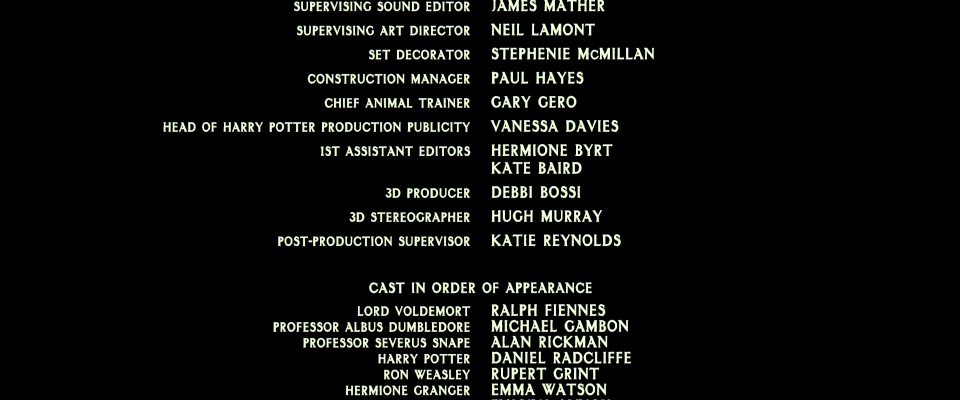 SUPERVISING SOUND EDITOR JAMES MATHER
SUPERVISING ART DIRECTOR NEIL LAMONT
SET DECORATOR STEPHENIE McMILLAN
CONSTRUCTION MANAGER PAUL HAYES
CHIEF ANIMAL TRAINER GARY GERO
HEAD OF HARRY POTTER PRODUCTION PUBLICITY VANESSA DAVIES
1ST ASSISTANT EDITORS HERMIONE BYRT
KATE BAIRD
3D PRODUCER DEBBI BOSSI
3D STEREOGRAPHER HUGH MURRAY
POST-PRODUCTION SUPERVISOR KATIE REYNOLDS
CAST IN ORDER OF APPEARANCE
LORD VOLDEMORT RALPH FIENNES
PROFESSOR ALBUS DUMBLEDORE MICHAEL GAMBON
PROFESSOR SEVERUS SNAPE ALAN RICKMAN
HARRY POTTER DANIEL RADCLIFFE
RON WEASLEY RUPERT GRINT
HERMIONE GRANGER EMMA WATSON